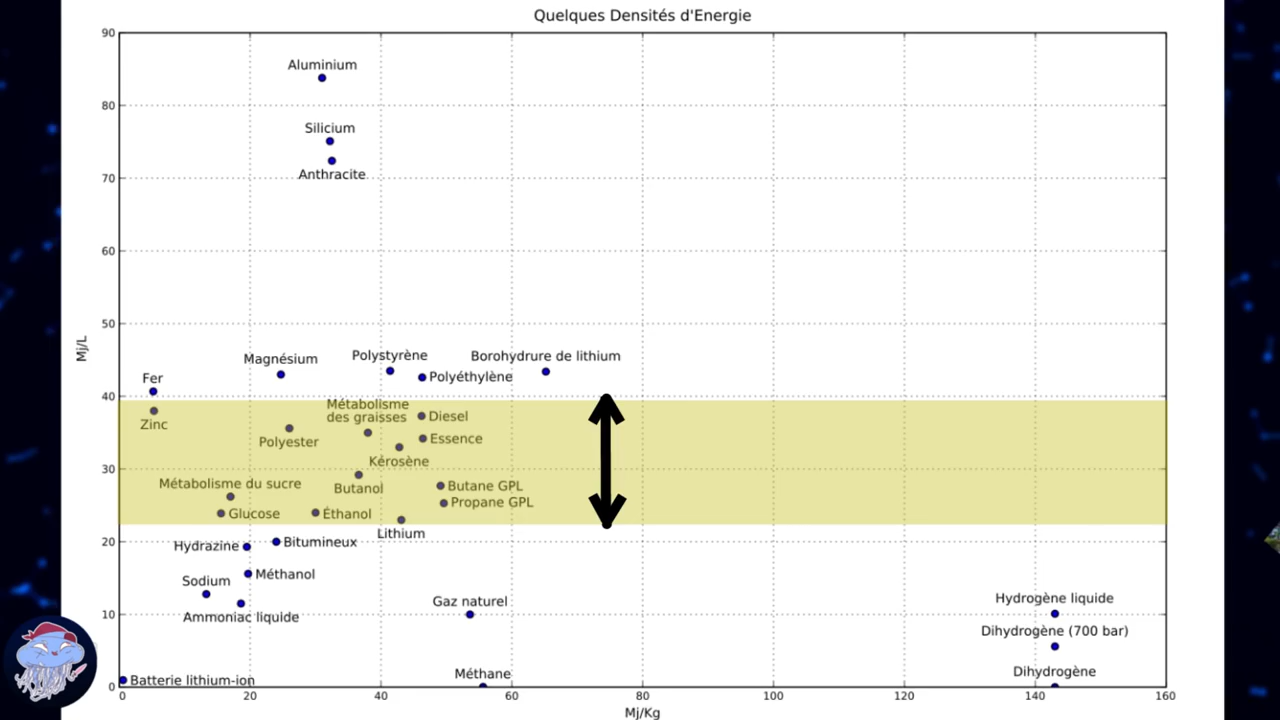 Quelques Densités d'Energie
90
Aluminium
80
Silicium
Anthracite
70
60
50
Mj/L
Magnésium
Polystyrène
Borohydrure de lithium
Fer
Polyéthylène
40
Métabolisme
des graisses
Diesel
Zinc
Polyester
Essence
Kérosène
30
Métabolisme du sucre
Butanol
Butane GPL
Propane GPL
Glucose
Éthanol
Lithium
20
Hydrazine
Bitumineux
Méthanol
Sodium
Ammoniac liquide
Gaz naturel
Hydrogène liquide
10
Dihydrogène (700 bar)
Méthane
Dihydrogène
Batterie lithium-ion
0
0 20 40 60 80 100 120 140 160
Mj/Kg